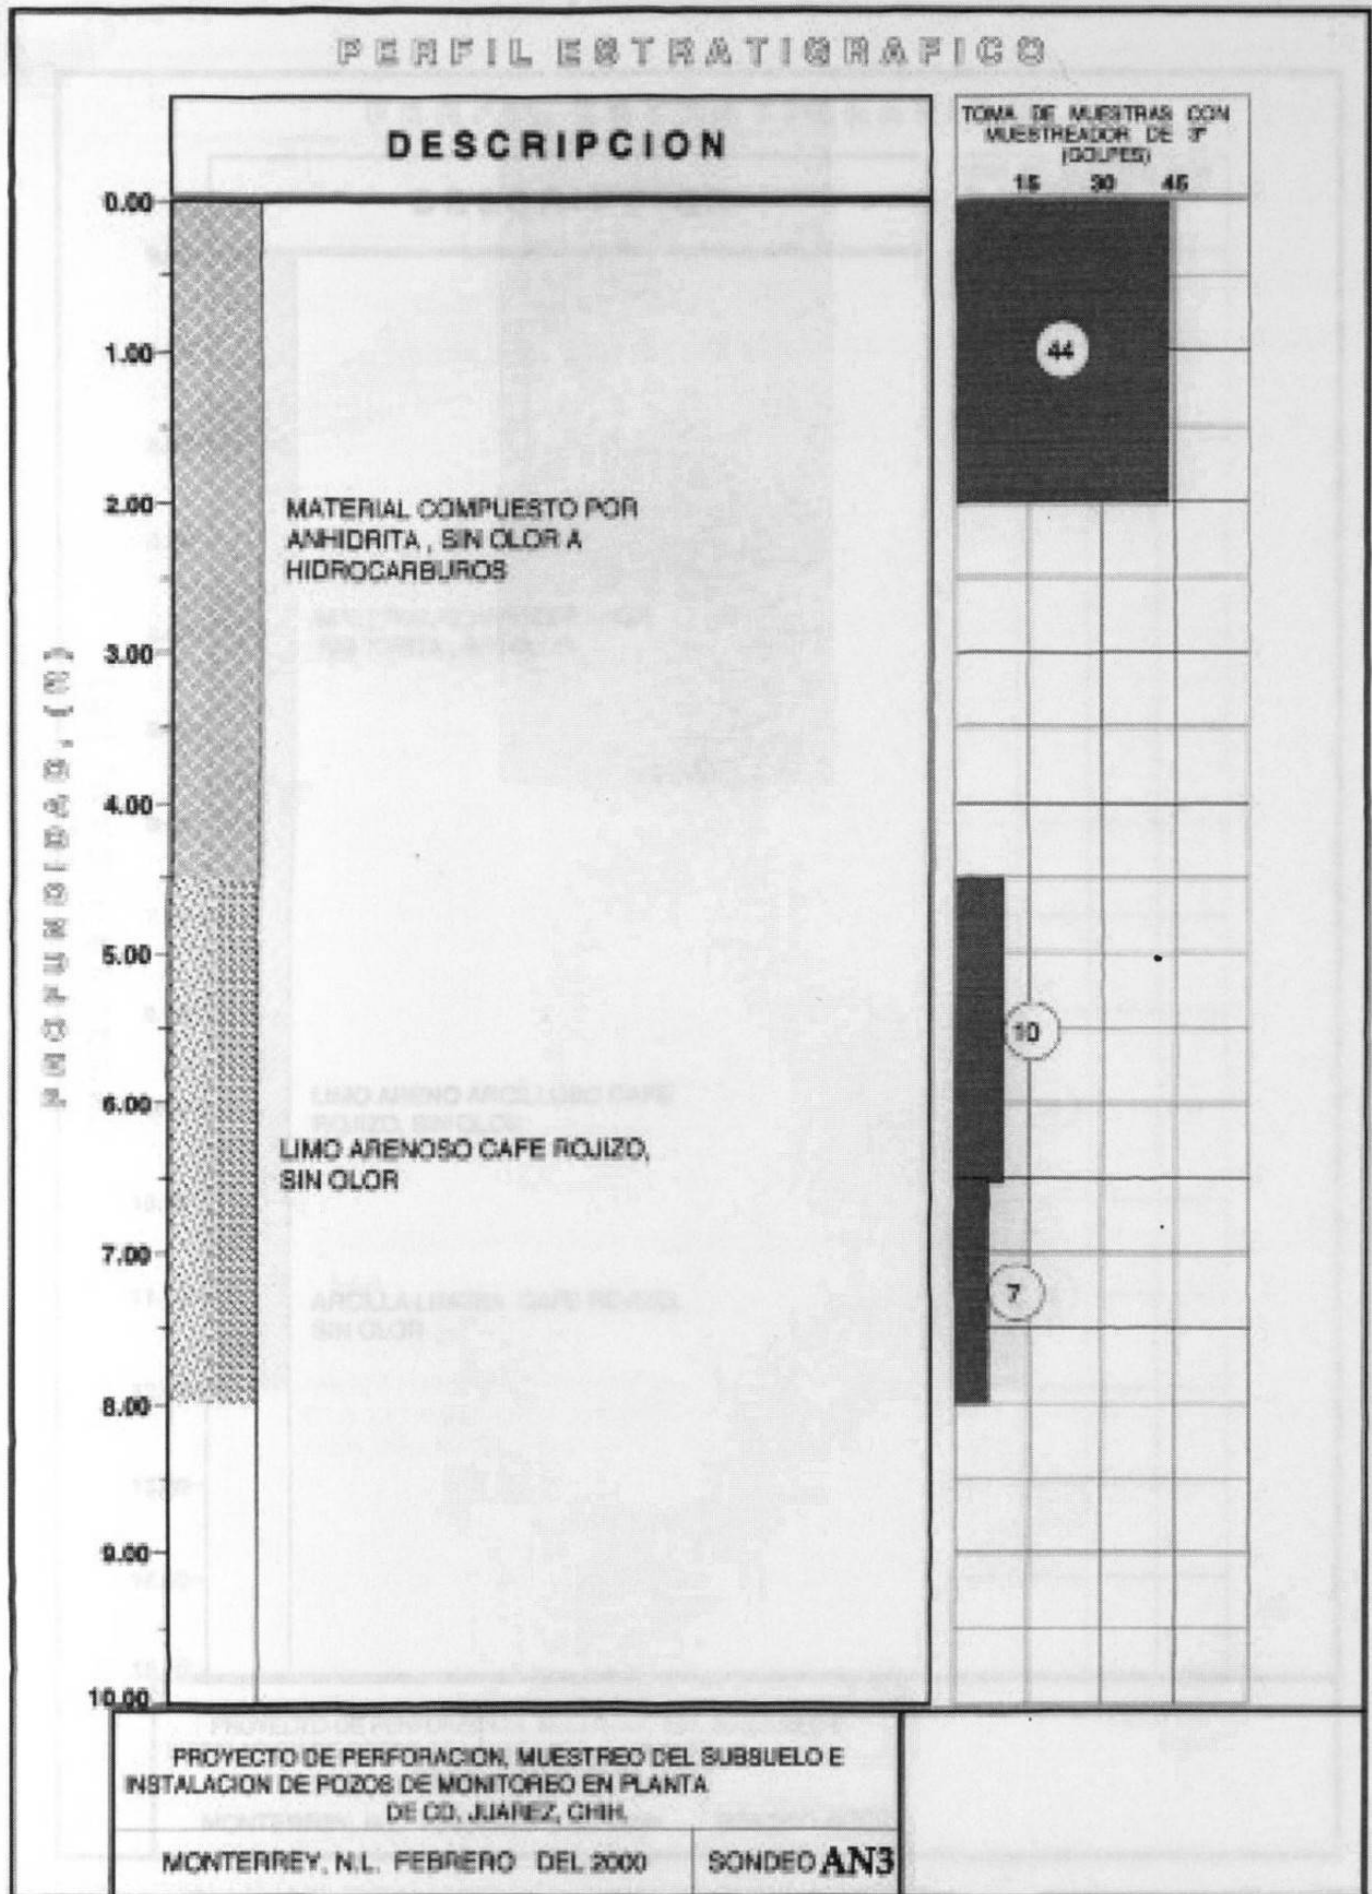 PERFIL ESTRATIGRAFICO
DESCRIPCION
TOMA DE MUESTRAS CON
MUESTREADOR DE 3"
(GOLPES)
15 30 45
0.00
1.00
44
2.00
MATERIAL COMPUESTO POR
ANHIDRITA , SIN OLOR A
HIDROCARBUROS
3.00
PROFUNDIDAD, (M)
4.00
5.00
10
6.00
LIMO ARENOSO CAFE ROJIZO,
SIN OLOR
7.00
7
8.00
9.00
10.00
PROYECTO DE PERFORACION, MUESTREO DEL SUBSUELO E
INSTALACION DE POZOS DE MONITOREO EN PLANTA
DE CD. JUAREZ, CHIH.
MONTERREY, N.L. FEBRERO DEL 2000
SONDEO AN3